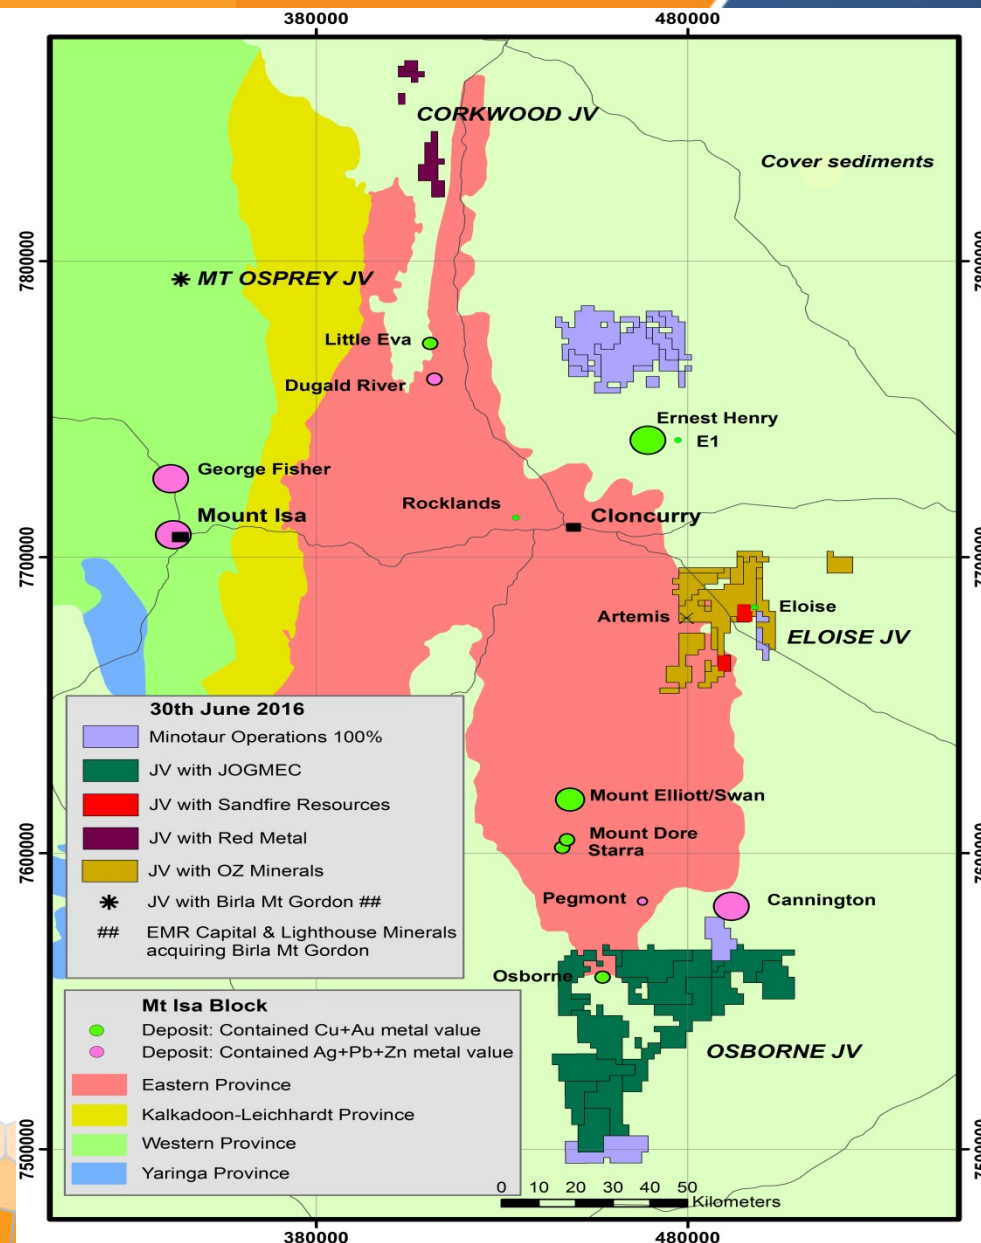 380000
480000
CORKWOOD JV
Cover sediments
7800000
7800000
MT OSPREY JV
Little Eva
Dugald River
Ernest Henry
E1
George Fisher
Rocklands
Mount Isa
Cloncurry
7700000
7700000
Artemis
Eloise
ELOISE JV
30th June 2016
Minotaur Operations 100%
JV with JOGMEC
JV with Sandfire Resources
JV with Red Metal
JV with OZ Minerals
JV with Birla Mt Gordon ##
## EMR Capital & Lighthouse Minerals
acquiring Birla Mt Gordon
Mount Elliott/Swan
Mount Dore
Starra
7600000
7600000
Pegmont
Cannington
Osborne
OSBORNE JV
Mt Isa Block
Deposit: Contained Cu+Au metal value
Deposit: Contained Ag+Pb+Zn metal value
Eastern Province
Kalkadoon-Leichhardt Province
Western Province
Yaringa Province
7500000
7500000
0 10 20 30 40 50
Kilometers
380000
480000